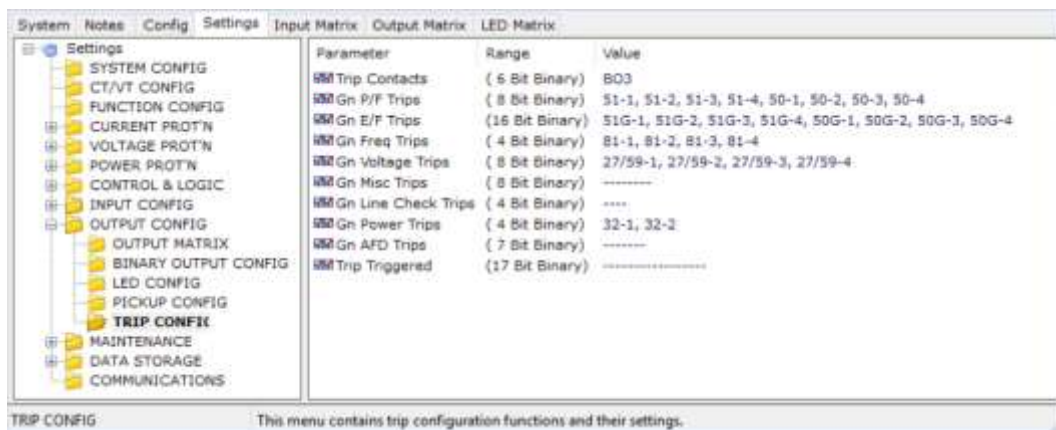 System Notes Config Settings Input Matrix Output Matrix LED Matrix
Settings
SYSTEM CONFIG
CT/VT CONFIG
FUNCTION CONFIG
CURRENT PROT'N
VOLTAGE PROT'N
POWER PROT'N
CONTROL & LOGIC
INPUT CONFIG
OUTPUT CONFIG
OUTPUT MATRIX
BINARY OUTPUT CONFIG
LED CONFIG
PICKUP CONFIG
TRIP CONFIG
MAINTENANCE
DATA STORAGE
COMMUNICATIONS
Parameter Range Value
Trip Contacts ( 6 Bit Binary) BO3
Gn P/F Trips ( 8 Bit Binary) 51-1, 51-2, 51-3, 51-4, 50-1, 50-2, 50-3, 50-4
Gn E/F Trips (16 Bit Binary) 51G-1, 51G-2, 51G-3, 51G-4, 50G-1, 50G-2, 50G-3, 50G-4
Gn Freq Trips ( 4 Bit Binary) 81-1, 81-2, 81-3, 81-4
Gn Voltage Trips ( 8 Bit Binary) 27/59-1, 27/59-2, 27/59-3, 27/59-4
Gn Misc Trips ( 8 Bit Binary) --------
Gn Line Check Trips ( 4 Bit Binary) ----
Gn Power Trips ( 4 Bit Binary) 32-1, 32-2
Gn AFD Trips ( 7 Bit Binary) -------
Trip Triggered (17 Bit Binary) -----------------
TRIP CONFIG This menu contains trip configuration functions and their settings.